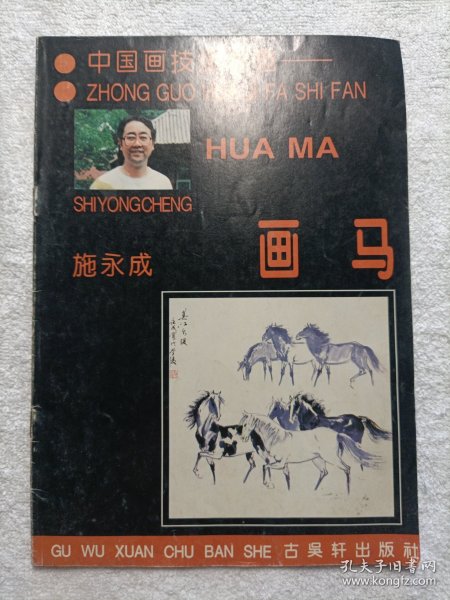 中国画技
ZHONG GUO FA SHI FAN
HUA MA
SHIYONGCHENG
施永成
画 马
GU WU XUAN CHU BAN SHE 古吴轩出版社
孔夫子旧书网
www.kongfz.com